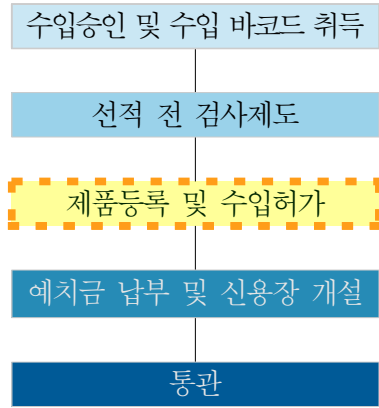 수입승인 및 수입 바코드 취득
선적 전 검사제도
제품등록 및 수입허가
예치금 납부 및 신용장 개설
통관